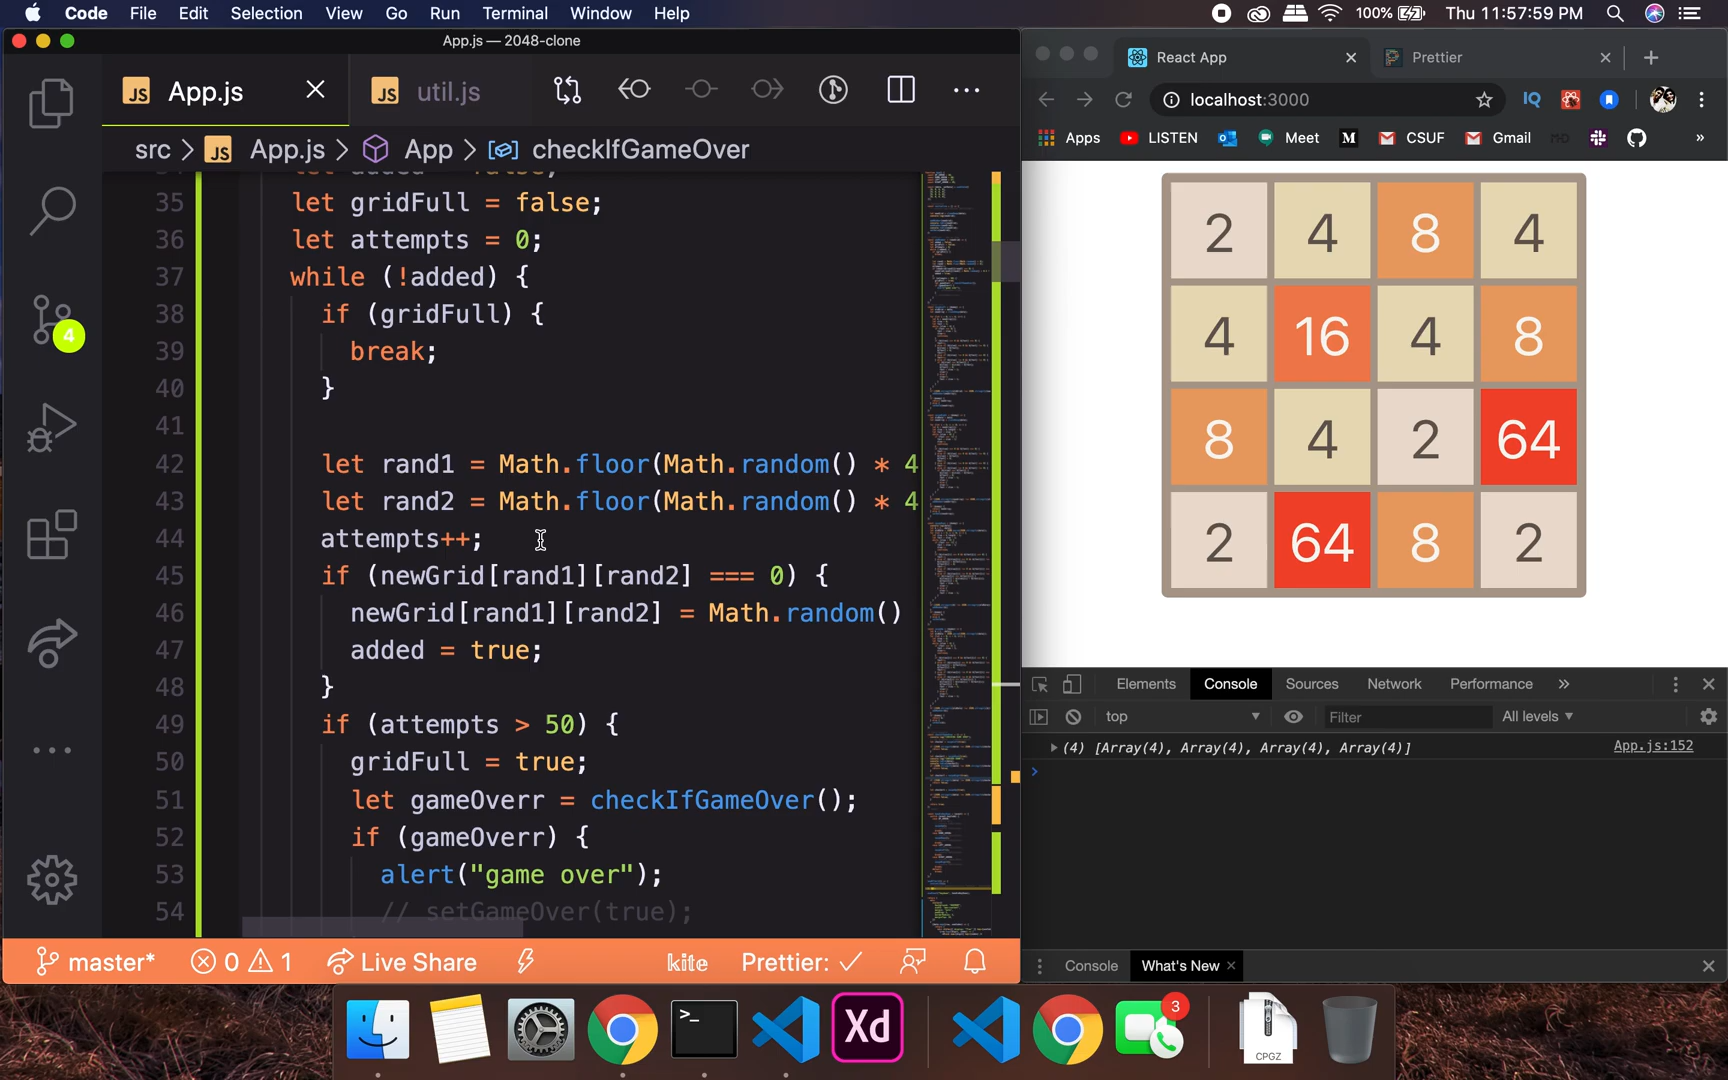 Code File Edit Selection View Go Run Terminal Window Help 100% Thu 11:57:59 PM
App.js — 2048-clone
JS App.js JS util.js
src > JS App.js > App > checkIfGameOver
35 let gridFull = false;
36 let attempts = 0;
37 while (!added) {
38 if (gridFull) {
39 break;
40 }
41
42 let rand1 = Math.floor(Math.random() * 4
43 let rand2 = Math.floor(Math.random() * 4
44 attempts++;
45 if (newGrid[rand1][rand2] === 0) {
46 newGrid[rand1][rand2] = Math.random()
47 added = true;
48 }
49 if (attempts > 50) {
50 gridFull = true;
51 let gameOverr = checkIfGameOver();
52 if (gameOverr) {
53 alert("game over");
54 // setGameOver(true);
4
master* 0 1 Live Share kite Prettier: ✓
React App Prettier
localhost:3000 IQ
Apps LISTEN Meet M CSUF Gmail MD »
2 4 8 4
4 16 4 8
8 4 2 64
2 64 8 2
Elements Console Sources Network Performance »
top Filter All levels
(4) [Array(4), Array(4), Array(4), Array(4)] App.js:152
Console What's New
Xd 3
CPGZ